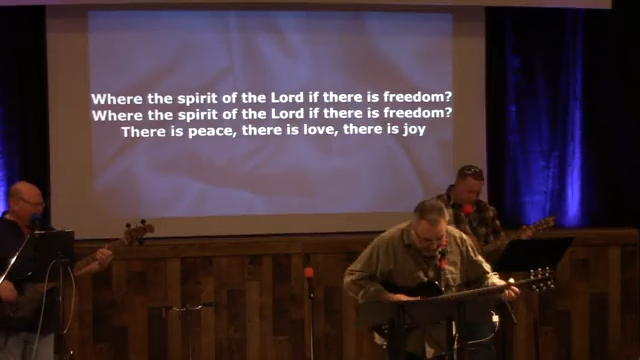 Where the spirit of the Lord if there is freedom?
Where the spirit of the Lord if there is freedom?
There is peace, there is love, there is joy